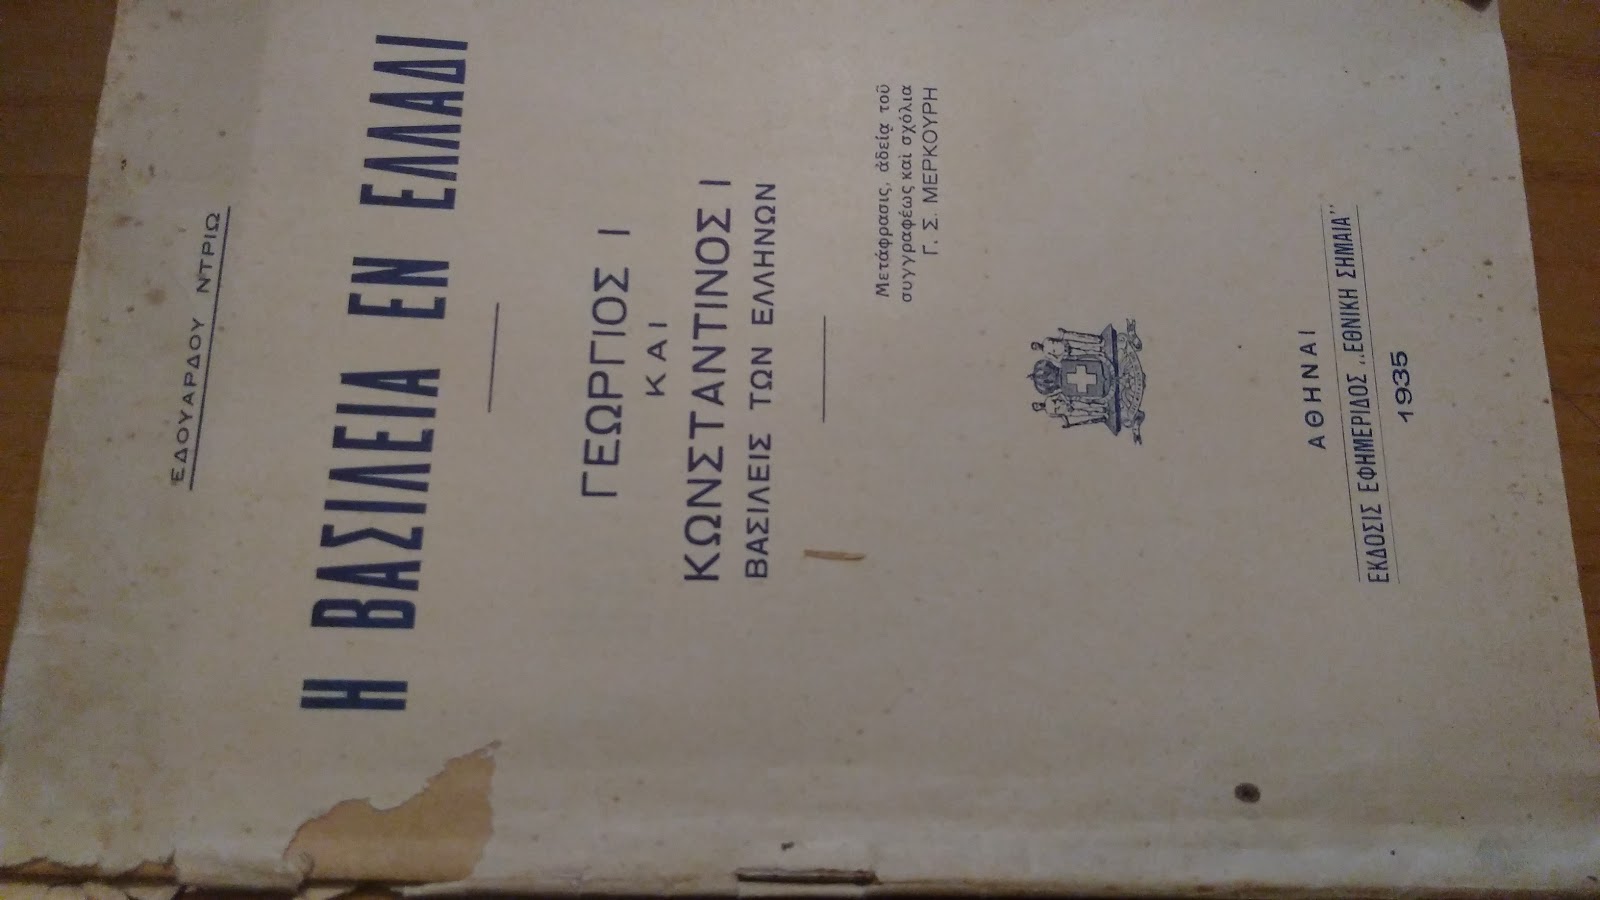 ΕΔΟΥΑΡΔΟΥ ΝΤΡΙΩ
Η ΒΑΣΙΛΕΙΑ ΕΝ ΕΛΛΑΔΙ
ΓΕΩΡΓΙΟΣ Ι
ΚΑΙ
ΚΩΝΣΤΑΝΤΙΝΟΣ Ι
ΒΑΣΙΛΕΙΣ ΤΩΝ ΕΛΛΗΝΩΝ
Μετάφρασις, ἀδείᾳ τοῦ
συγγραφέως καὶ σχόλια
Γ. Σ. ΜΕΡΚΟΥΡΗ
ΑΘΗΝΑΙ
ΕΚΔΟΣΙΣ ΕΦΗΜΕΡΙΔΟΣ ,,ΕΘΝΙΚΗ ΣΗΜΑΙΑ''
1935